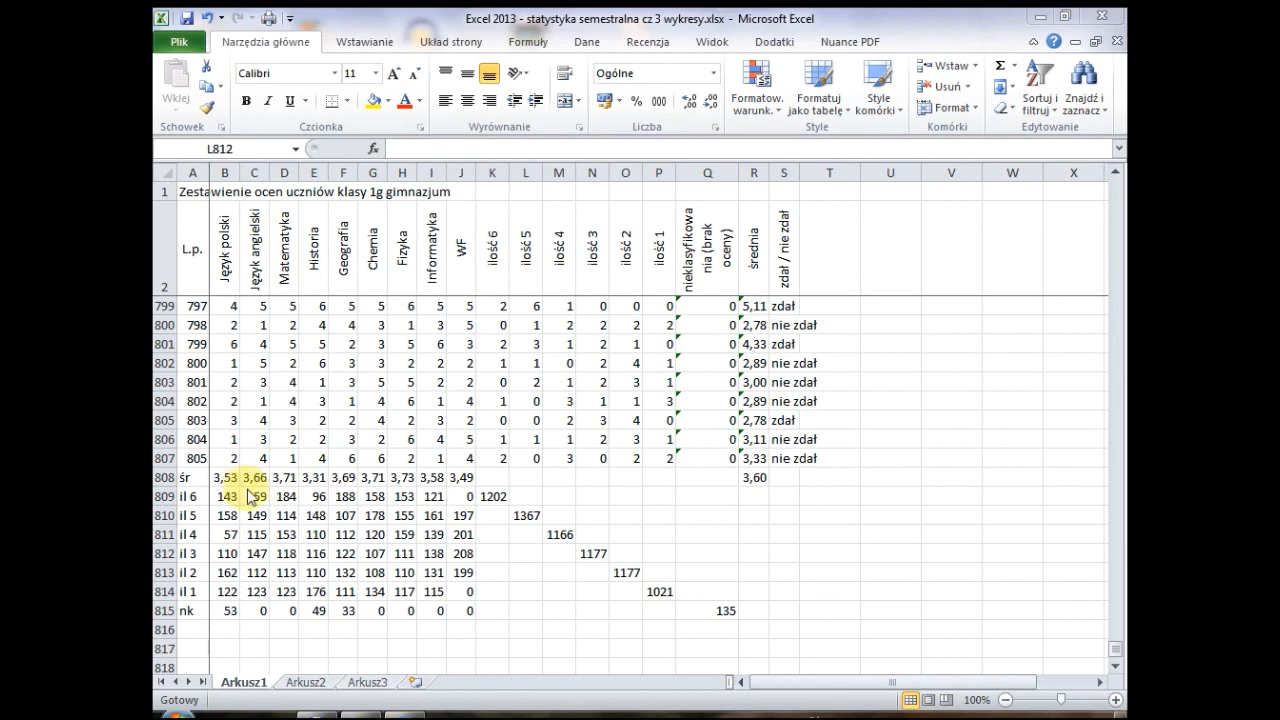 Excel 2013 - statystyka semestralna cz 3 wykresy.xlsx - Microsoft Excel
Plik Narzędzia główne Wstawianie Układ strony Formuły Dane Recenzja Widok Dodatki Nuance PDF
Wklej Calibri 11 Ogólne Formatow. warunk. Formatuj jako tabelę Style komórki Wstaw Usuń Format Sortuj i filtruj Znajdź i zaznacz
Schowek Czcionka Wyrównanie Liczba Style Komórki Edytowanie
L812 fx
A B C D E F G H I J K L M N O P Q R S T U V W X
1 Zestawienie ocen uczniów klasy 1g gimnazjum
2 L.p. Język polski Język angielski Matematyka Historia Geografia Chemia Fizyka Informatyka WF ilość 6 ilość 5 ilość 4 ilość 3 ilość 2 ilość 1 nieklasyfikowa nia (brak oceny) średnia zdał / nie zdał
799 797 4 5 5 6 5 5 6 5 5 2 6 1 0 0 0 0 5,11 zdał
800 798 2 1 2 4 4 3 1 3 5 0 1 2 2 2 2 0 2,78 nie zdał
801 799 6 4 5 5 2 3 5 6 3 2 3 1 2 1 0 0 4,33 zdał
802 800 1 5 2 6 3 3 2 2 2 1 1 0 2 4 1 0 2,89 nie zdał
803 801 2 3 4 1 3 5 5 2 2 0 2 1 2 3 1 0 3,00 nie zdał
804 802 2 1 4 3 1 4 6 1 4 1 0 3 1 1 3 0 2,89 nie zdał
805 803 3 4 3 2 2 4 2 3 2 0 0 2 3 4 0 0 2,78 zdał
806 804 1 3 2 2 3 2 6 4 5 1 1 1 2 3 1 0 3,11 nie zdał
807 805 2 4 1 4 6 6 2 1 4 2 0 3 0 2 2 0 3,33 nie zdał
808 śr 3,53 3,66 3,71 3,31 3,69 3,71 3,73 3,58 3,49 3,60
809 il 6 143 59 184 96 188 158 153 121 0 1202
810 il 5 158 149 114 148 107 178 155 161 197 1367
811 il 4 57 115 153 110 112 120 159 139 201 1166
812 il 3 110 147 118 116 122 107 111 138 208 1177
813 il 2 162 112 113 110 132 108 110 131 199 1177
814 il 1 122 123 123 176 111 134 117 115 0 1021
815 nk 53 0 0 49 33 0 0 0 0 135
816
817
818
Arkusz1 Arkusz2 Arkusz3
Gotowy 100%